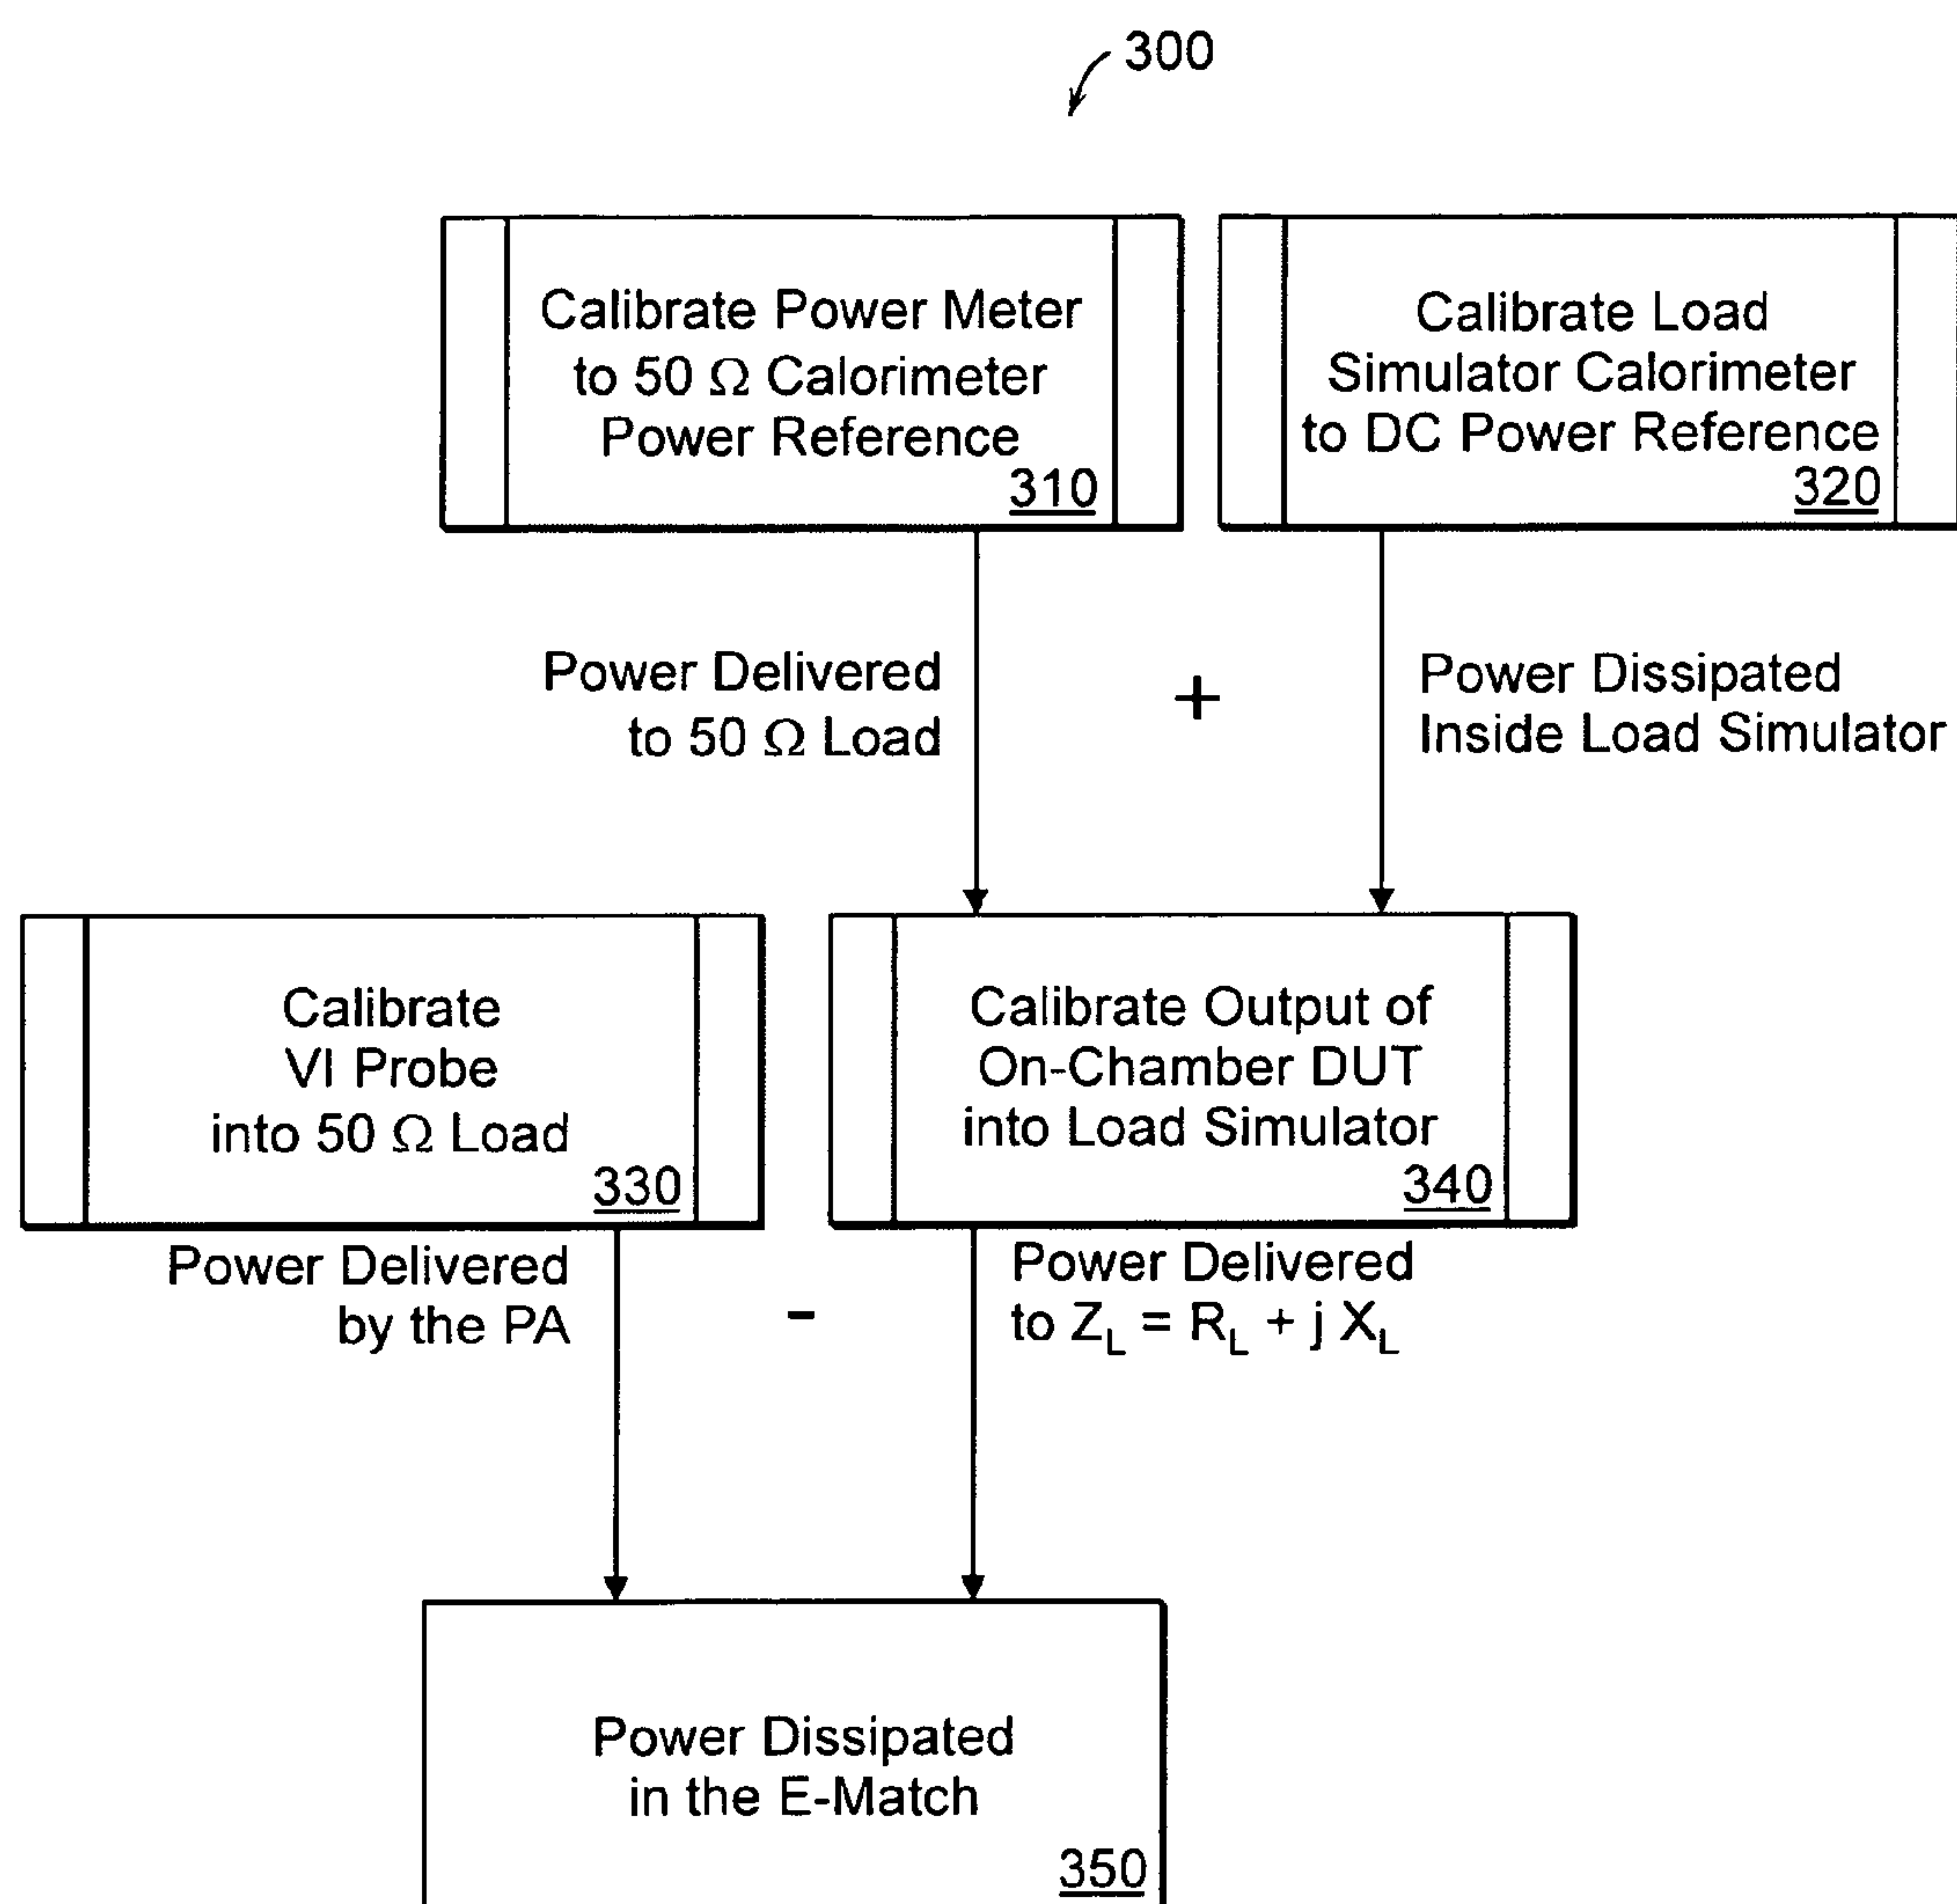 300
Calibrate Power Meter
to 50 Ω Calorimeter
Power Reference
310
Calibrate Load
Simulator Calorimeter
to DC Power Reference
320
Power Delivered
to 50 Ω Load
+
Power Dissipated
Inside Load Simulator
Calibrate
VI Probe
into 50 Ω Load
330
Calibrate Output of
On-Chamber DUT
into Load Simulator
340
Power Delivered
by the PA
-
Power Delivered
to Z_L = R_L + j X_L
Power Dissipated
in the E-Match
350